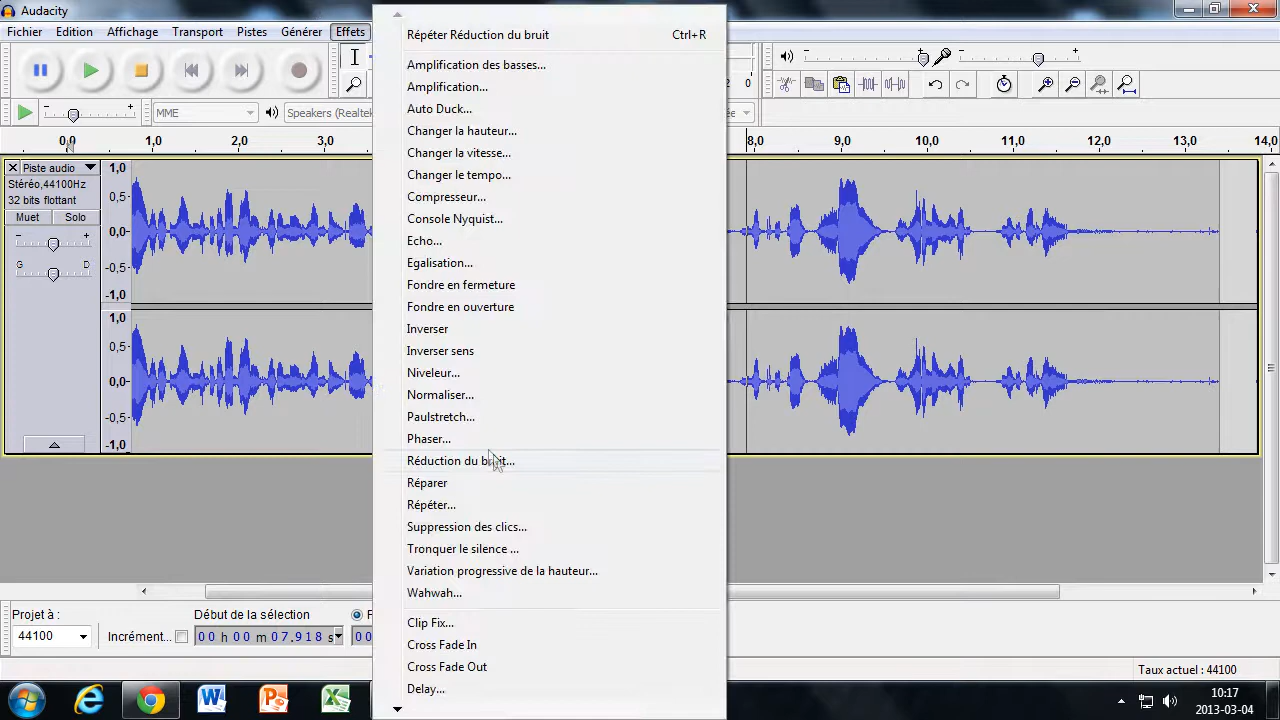 Audacity
Fichier Edition Affichage Transport Pistes Générer Effets
Répéter Réduction du bruit Ctrl+R
Amplification des basses...
Amplification...
Auto Duck...
Changer la hauteur...
Changer la vitesse...
Changer le tempo...
Compresseur...
Console Nyquist...
Echo...
Egalisation...
Fondre en fermeture
Fondre en ouverture
Inverser
Inverser sens
Niveleur...
Normaliser...
Paulstretch...
Phaser...
Réduction du bruit...
Réparer
Répéter...
Suppression des clics...
Tronquer le silence ...
Variation progressive de la hauteur...
Wahwah...
Clip Fix...
Cross Fade In
Cross Fade Out
Delay...
MME Speakers (Realtek
0,0 1,0 2,0 3,0 8,0 9,0 10,0 11,0 12,0 13,0 14,0
Piste audio
Stéréo,44100Hz
32 bits flottant
Muet Solo
- +
G D
1,0
0,5
0,0
-0,5
-1,0
1,0
0,5
0,0
-0,5
-1,0
Projet à : Début de la sélection F
44100 Incrément... 00 h 00 m 07.918 s 00
Taux actuel : 44100
10:17
2013-03-04